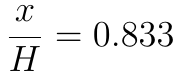 x/H = 0.833